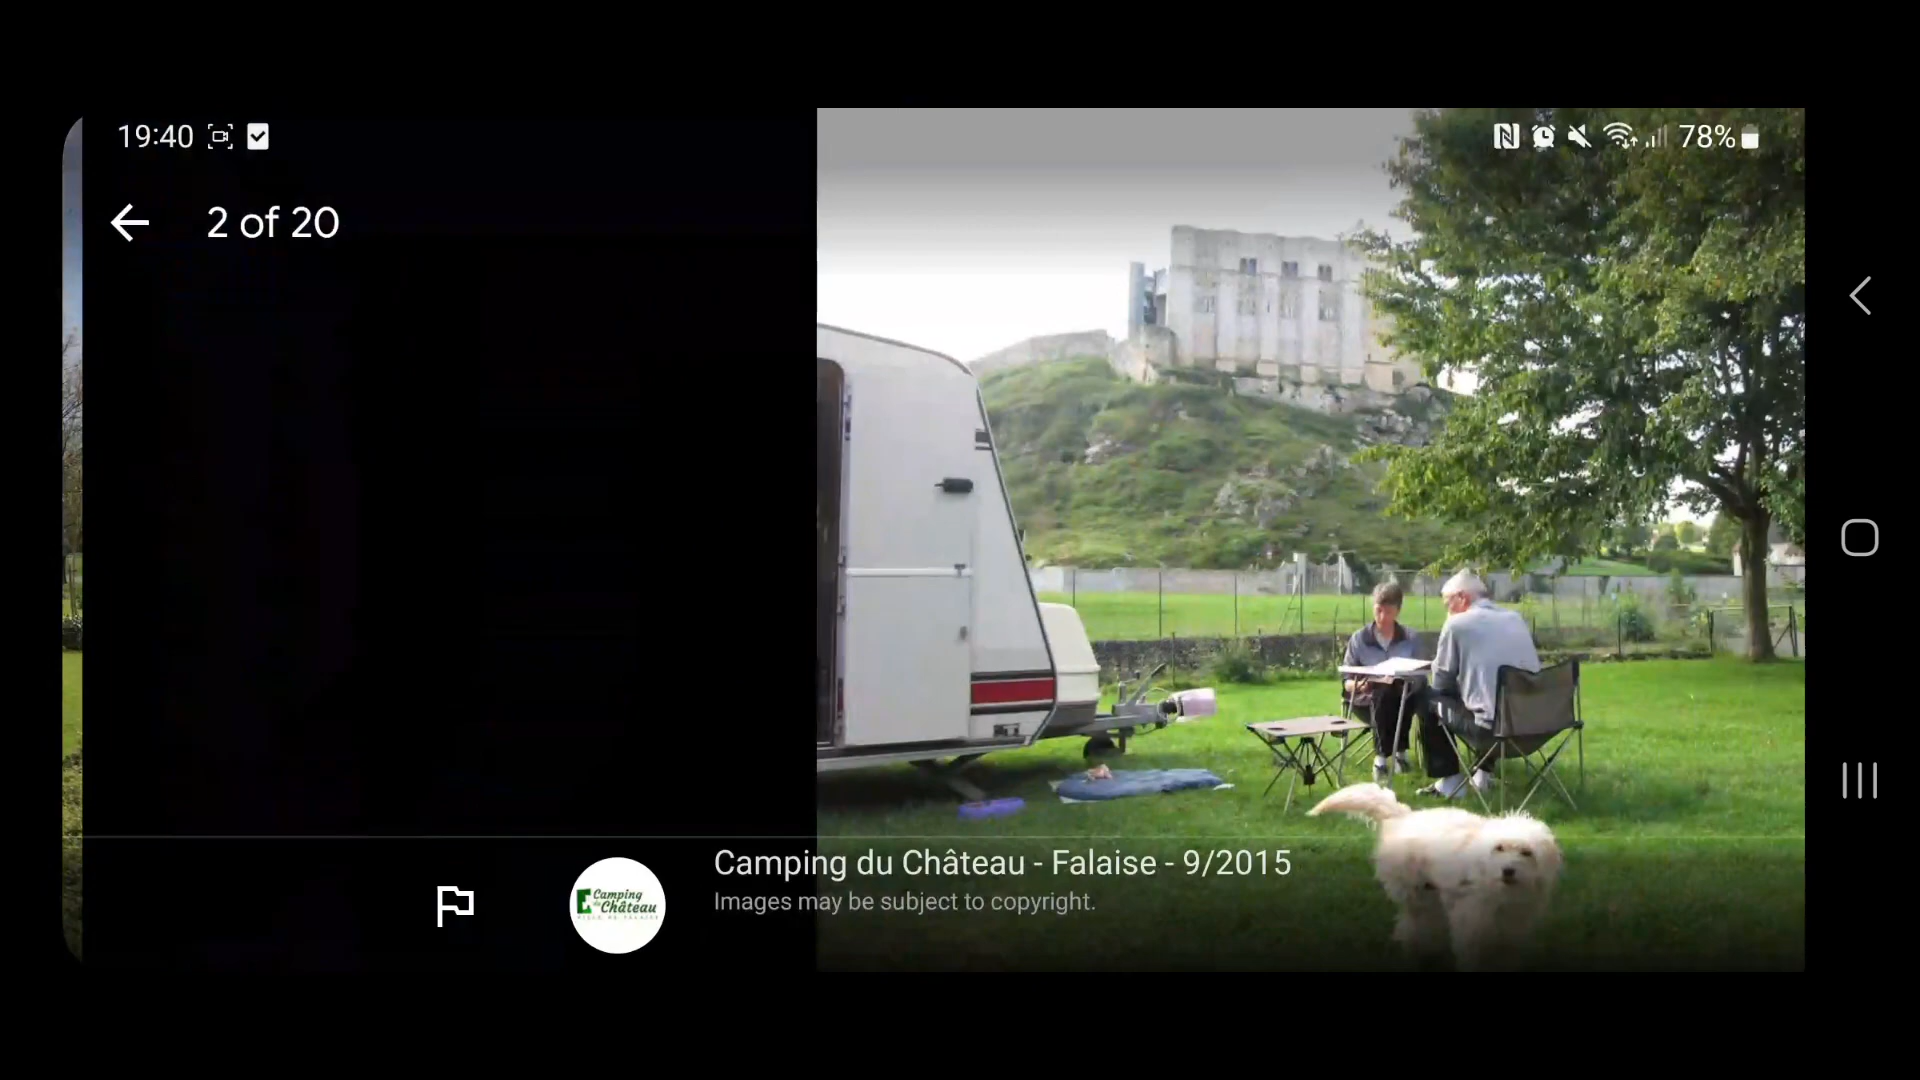 19:40
78%
2 of 20
Camping du Château - Falaise - 9/2015
Images may be subject to copyright.
Camping
du Château